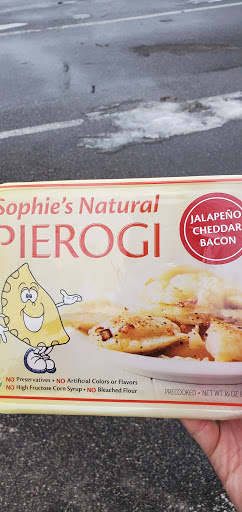 Sophie's Natural
PIEROGI
JALAPEÑO
CHEDDAR
BACON
NO Preservatives • NO Artificial Colors or Flavors
NO High Fructose Corn Syrup • NO Bleached Flour
PRECOOKED • NET WT 16 OZ (